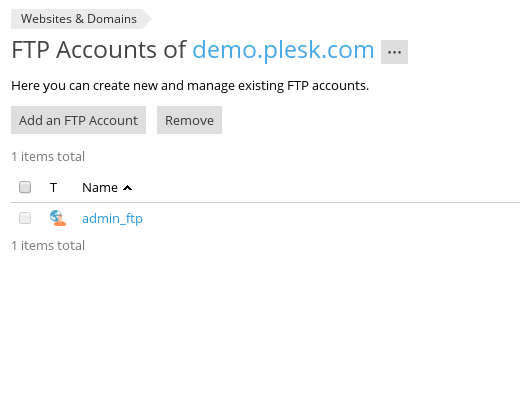 Websites & Domains
FTP Accounts of demo.plesk.com ...
Here you can create new and manage existing FTP accounts.
Add an FTP Account Remove
1 items total
T Name
admin_ftp
1 items total